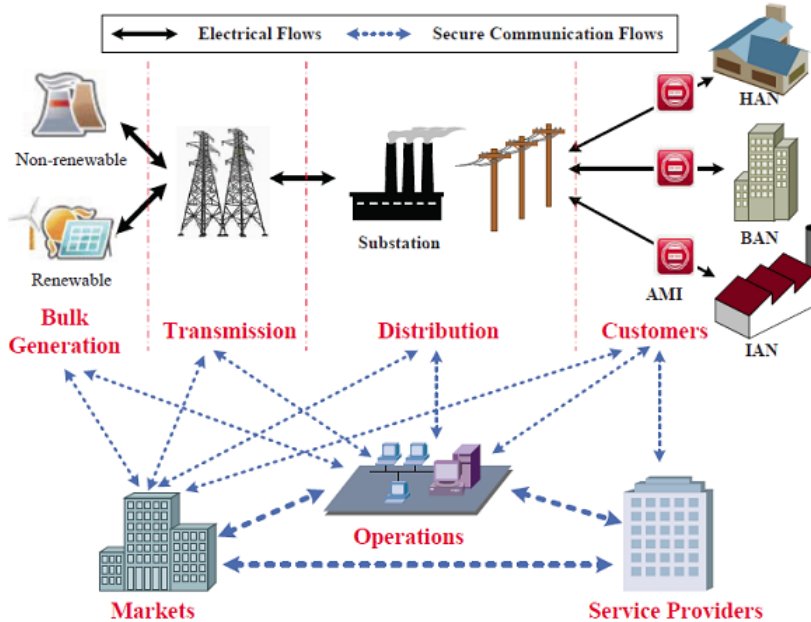 Electrical Flows
Secure Communication Flows
Non-renewable
Renewable
Substation
HAN
BAN
AMI
IAN
Bulk
Generation
Transmission
Distribution
Customers
Operations
Markets
Service Providers